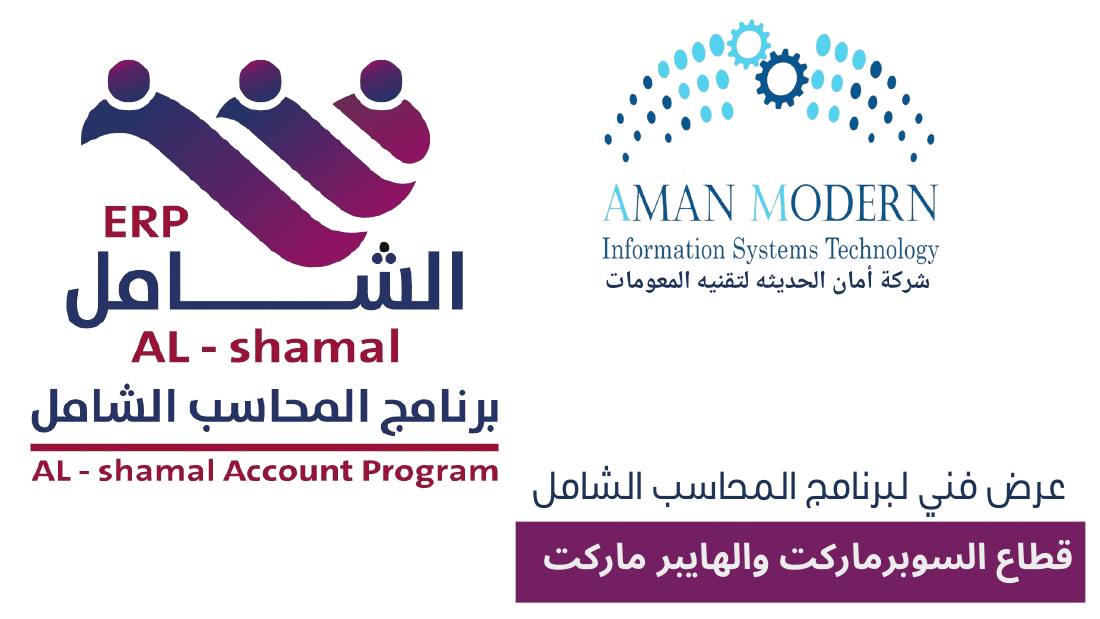 ERP
الشامل
AL - shamal
برنامج المحاسب الشامل
AL - shamal Account Program
AMAN MODERN
Information Systems Technology
شركة أمان الحديثه لتقنيه المعومات
عرض فني لبرنامج المحاسب الشامل
قطاع السوبرماركت والهايبر ماركت